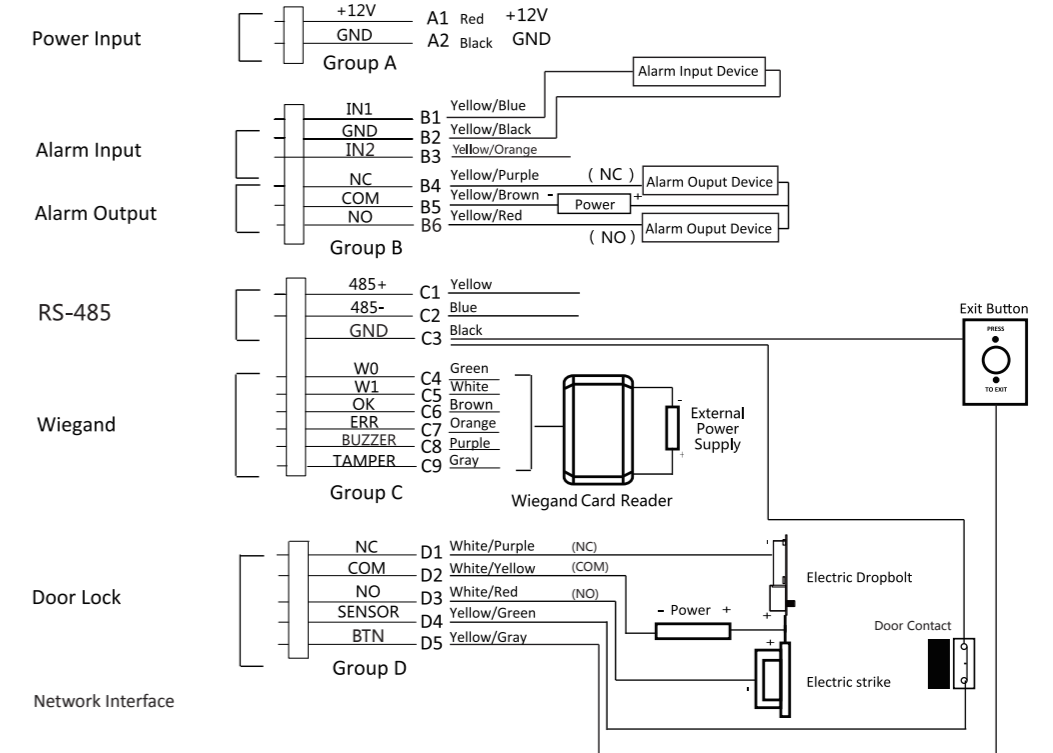 Power Input
+12V A1 Red +12V
GND A2 Black GND
Group A
Alarm Input Device
IN1 B1 Yellow/Blue
GND B2 Yellow/Black
Alarm Input
IN2 B3 Yellow/Orange
NC B4 Yellow/Purple ( NC ) Alarm Ouput Device
COM B5 Yellow/Brown - Power +
Alarm Output
NO B6 Yellow/Red ( NO ) Alarm Ouput Device
Group B
RS-485
485+ C1 Yellow
485- C2 Blue
GND C3 Black
Exit Button
PRESS
TO EXIT
Wiegand
W0 C4 Green
W1 C5 White
OK C6 Brown
ERR C7 Orange
BUZZER C8 Purple
TAMPER C9 Gray
Group C
-
External
Power
Supply
+
Wiegand Card Reader
Door Lock
NC D1 White/Purple (NC)
COM D2 White/Yellow (COM)
NO D3 White/Red (NO)
SENSOR D4 Yellow/Green
BTN D5 Yellow/Gray
Group D
-
Electric Dropbolt
+
- Power +
+
-
Electric strike
Door Contact
Network Interface